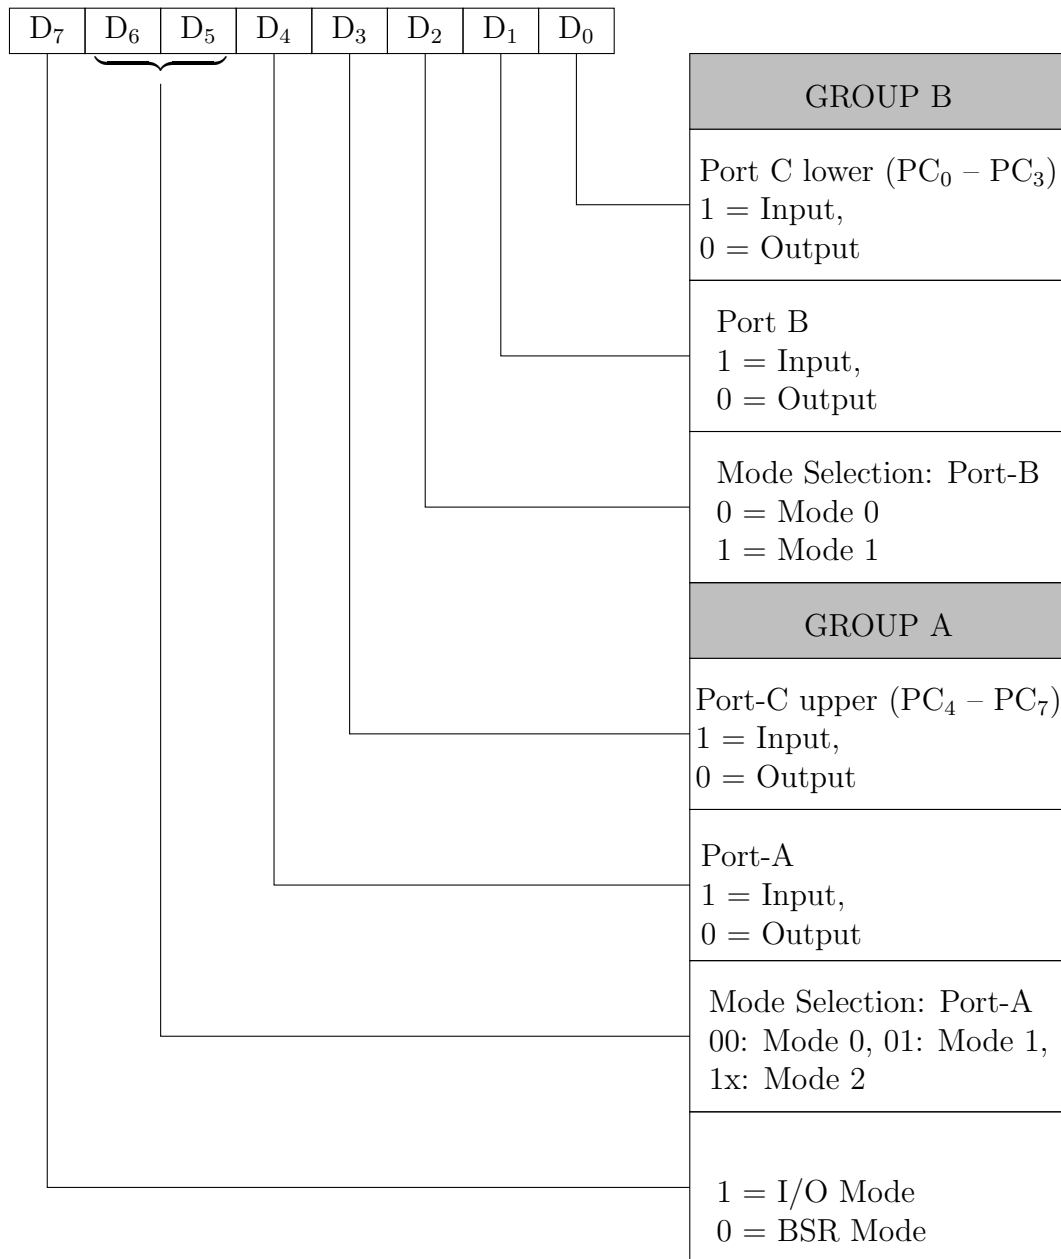 D₇ D₆ D₅ D₄ D₃ D₂ D₁ D₀
GROUP B
Port C lower (PC₀ – PC₃)
1 = Input,
0 = Output
Port B
1 = Input,
0 = Output
Mode Selection: Port-B
0 = Mode 0
1 = Mode 1
GROUP A
Port-C upper (PC₄ – PC₇)
1 = Input,
0 = Output
Port-A
1 = Input,
0 = Output
Mode Selection: Port-A
00: Mode 0, 01: Mode 1,
1x: Mode 2
1 = I/O Mode
0 = BSR Mode